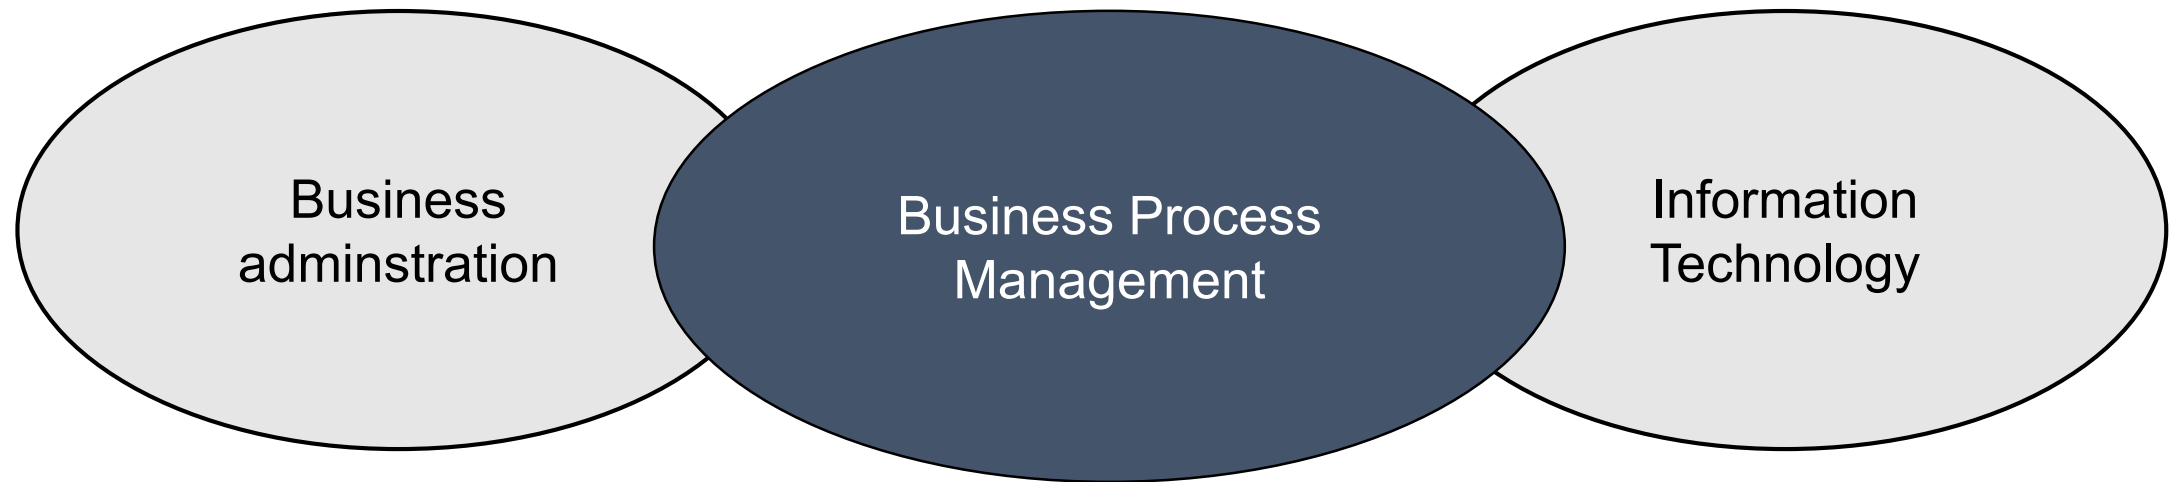 Business
adminstration
Business Process
Management
Information
Technology